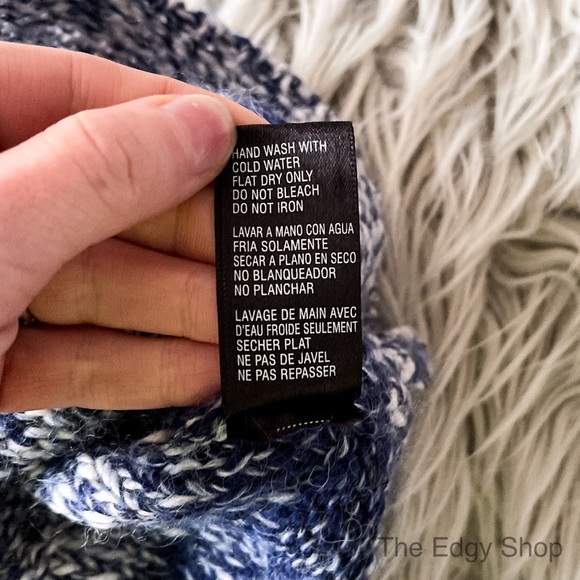 HAND WASH WITH
COLD WATER
FLAT DRY ONLY
DO NOT BLEACH
DO NOT IRON
LAVAR A MANO CON AGUA
FRIA SOLAMENTE
SECAR A PLANO EN SECO
NO BLANQUEADOR
NO PLANCHAR
LAVAGE DE MAIN AVEC
D'EAU FROIDE SEULEMENT
SECHER PLAT
NE PAS DE JAVEL
NE PAS REPASSER
The Edgy Shop